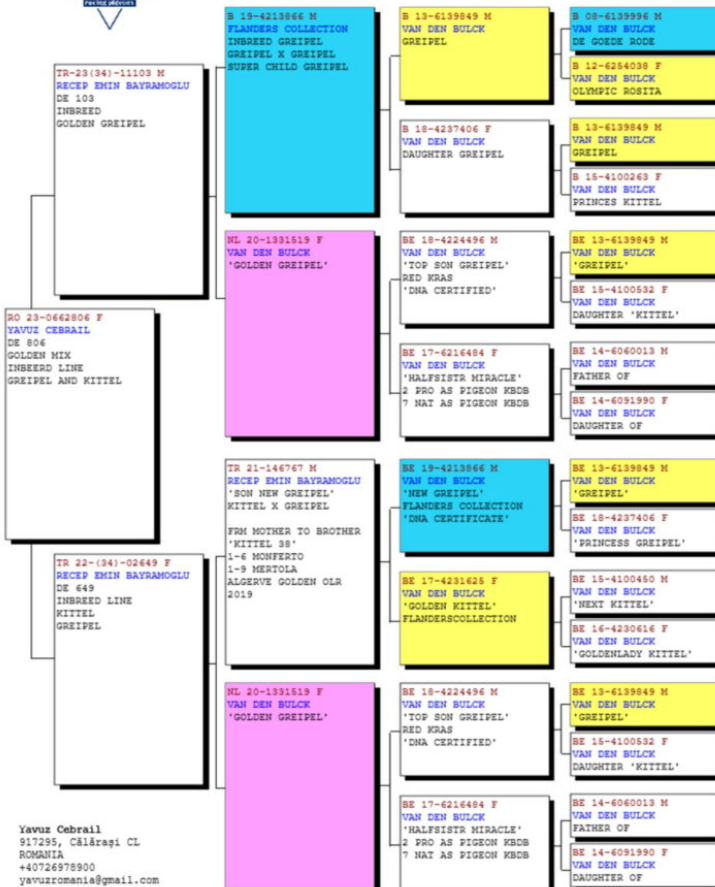 racing pigeons
RO 23-0662806 F
YAVUZ CEBRAIL
DE 806
GOLDEN MIX
INBEERD LINE
GREIPEL AND KITTEL
TR-23(34)-11103 M
RECEP EMIN BAYRAMOGLU
DE 103
INBREED
GOLDEN GREIPEL
TR 22-(34)-02649 F
RECEP EMIN BAYRAMOGLU
DE 649
INBREED LINE
KITTEL
GREIPEL
B 19-4213866 M
FLANDERS COLLECTION
INBREED GREIPEL
GREIPEL X GREIPEL
SUPER CHILD GREIPEL
NL 20-1331519 F
VAN DEN BULCK
'GOLDEN GREIPEL'
TR 21-146767 M
RECEP EMIN BAYRAMOGLU
'SON NEW GREIPEL'
KITTEL X GREIPEL
FRM MOTHER TO BROTHER
'KITTEL 38'
1-6 MONFERTO
1-9 MERTOLA
ALGERVE GOLDEN OLR
2019
NL 20-1331519 F
VAN DEN BULCK
'GOLDEN GREIPEL'
B 13-6139849 M
VAN DEN BULCK
GREIPEL
B 18-4237406 F
VAN DEN BULCK
DAUGHTER GREIPEL
BE 18-4224496 M
VAN DEN BULCK
'TOP SON GREIPEL'
RED KRAS
'DNA CERTIFIED'
BE 17-6216484 F
VAN DEN BULCK
'HALFSISTR MIRACLE'
2 PRO AS PIGEON KBDB
7 NAT AS PIGEON KBDB
BE 19-4213866 M
VAN DEN BULCK
'NEW GREIPEL'
FLANDERS COLLECTION
'DNA CERTIFICATE'
BE 17-4231625 F
VAN DEN BULCK
'GOLDEN KITTEL'
FLANDERSCOLLECTION
BE 18-4224496 M
VAN DEN BULCK
'TOP SON GREIPEL'
RED KRAS
'DNA CERTIFIED'
BE 17-6216484 F
VAN DEN BULCK
'HALFSISTR MIRACLE'
2 PRO AS PIGEON KBDB
7 NAT AS PIGEON KBDB
B 08-6139996 M
VAN DEN BULCK
DE GOEDE RODE
B 12-6254038 F
VAN DEN BULCK
OLYMPIC ROSITA
B 13-6139849 M
VAN DEN BULCK
GREIPEL
B 15-4100263 F
VAN DEN BULCK
PRINCES KITTEL
BE 13-6139849 M
VAN DEN BULCK
'GREIPEL'
BE 15-4100532 F
VAN DEN BULCK
DAUGHTER 'KITTEL'
BE 14-6060013 M
VAN DEN BULCK
FATHER OF
BE 14-6091990 F
VAN DEN BULCK
DAUGHTER OF
BE 13-6139849 M
VAN DEN BULCK
'GREIPEL'
BE 18-4237406 F
VAN DEN BULCK
'PRINCESS GREIPEL'
BE 15-4100450 M
VAN DEN BULCK
'NEXT KITTEL'
BE 16-4230616 F
VAN DEN BULCK
'GOLDENLADY KITTEL'
BE 13-6139849 M
VAN DEN BULCK
'GREIPEL'
BE 15-4100532 F
VAN DEN BULCK
DAUGHTER 'KITTEL'
BE 14-6060013 M
VAN DEN BULCK
FATHER OF
BE 14-6091990 F
VAN DEN BULCK
DAUGHTER OF
Yavuz Cebrail
917295, Călărași CL
ROMANIA
+40726978900
yavuzromania@gmail.com